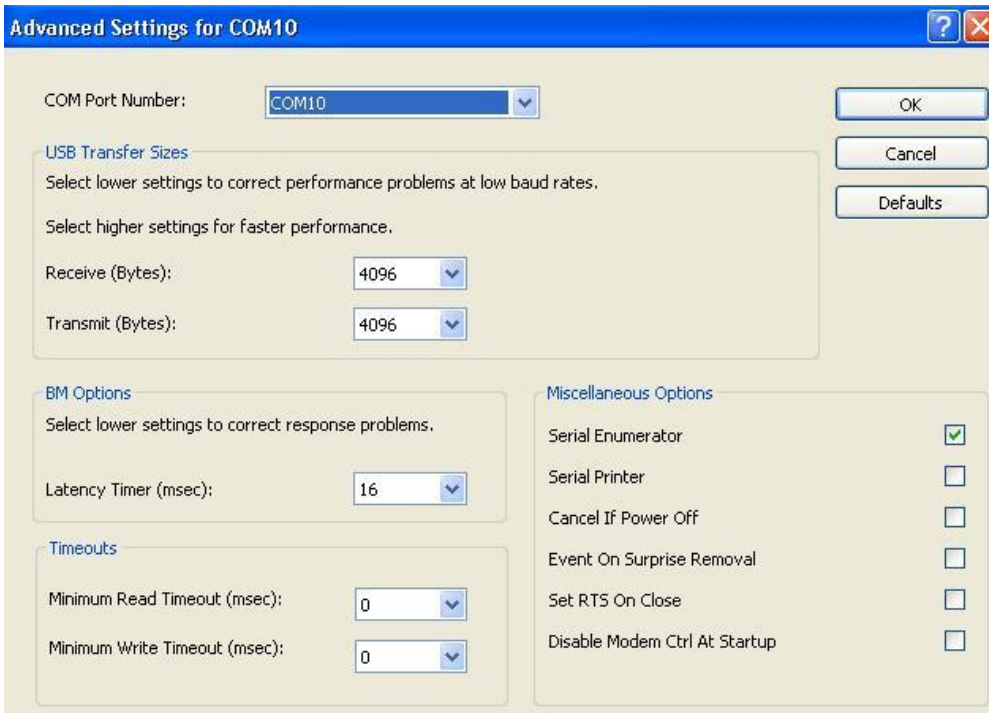 Advanced Settings for COM10
COM Port Number: COM10
OK
Cancel
Defaults
USB Transfer Sizes
Select lower settings to correct performance problems at low baud rates.
Select higher settings for faster performance.
Receive (Bytes): 4096
Transmit (Bytes): 4096
BM Options
Select lower settings to correct response problems.
Latency Timer (msec): 16
Timeouts
Minimum Read Timeout (msec): 0
Minimum Write Timeout (msec): 0
Miscellaneous Options
Serial Enumerator
Serial Printer
Cancel If Power Off
Event On Surprise Removal
Set RTS On Close
Disable Modem Ctrl At Startup